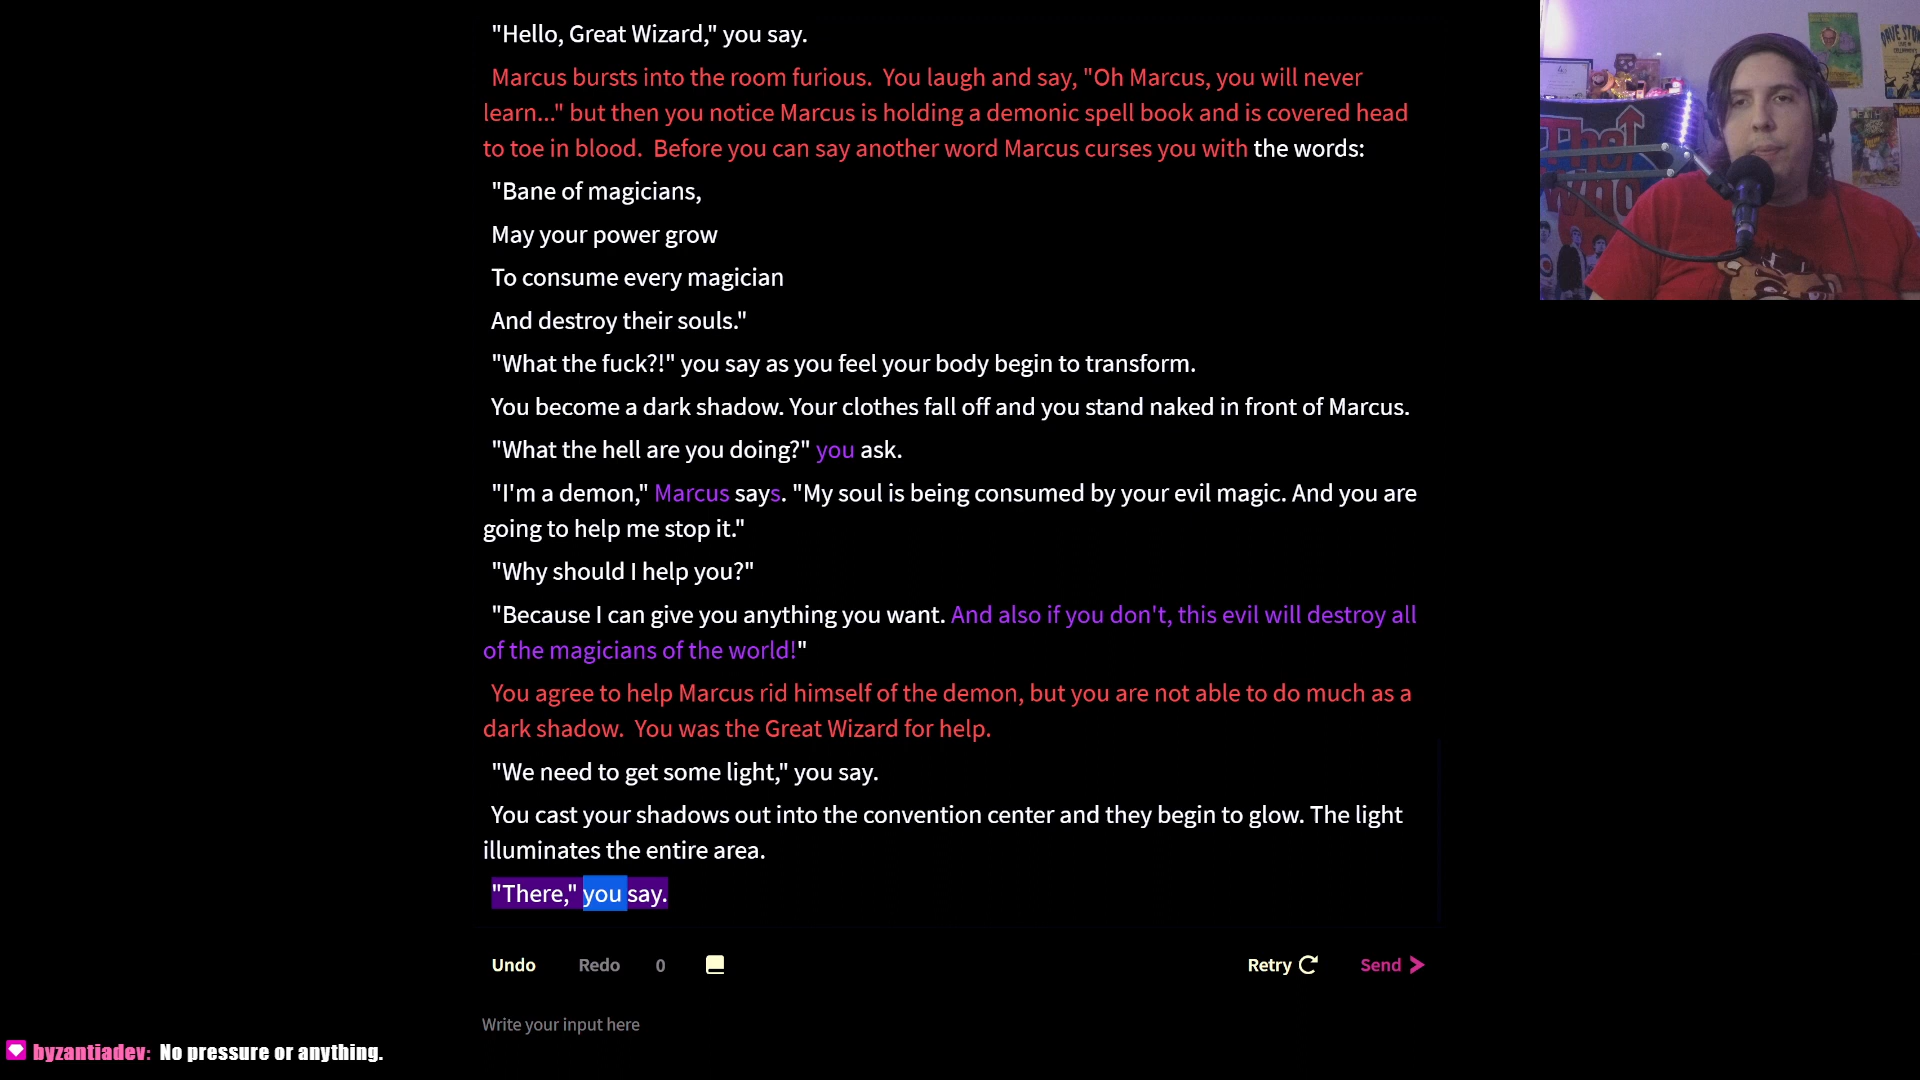 "Hello, Great Wizard," you say.
Marcus bursts into the room furious.  You laugh and say, "Oh Marcus, you will never
learn..." but then you notice Marcus is holding a demonic spell book and is covered head
to toe in blood.  Before you can say another word Marcus curses you with the words:
"Bane of magicians,
May your power grow
To consume every magician
And destroy their souls."
"What the fuck?!" you say as you feel your body begin to transform.
You become a dark shadow. Your clothes fall off and you stand naked in front of Marcus.
"What the hell are you doing?" you ask.
"I'm a demon," Marcus says. "My soul is being consumed by your evil magic. And you are
going to help me stop it."
"Why should I help you?"
"Because I can give you anything you want. And also if you don't, this evil will destroy all
of the magicians of the world!"
You agree to help Marcus rid himself of the demon, but you are not able to do much as a
dark shadow.  You was the Great Wizard for help.
"We need to get some light," you say.
You cast your shadows out into the convention center and they begin to glow. The light
illuminates the entire area.
"There," you say.
Undo Redo 0 Retry Send
Write your input here
byzantiadev: No pressure or anything.
The
Who